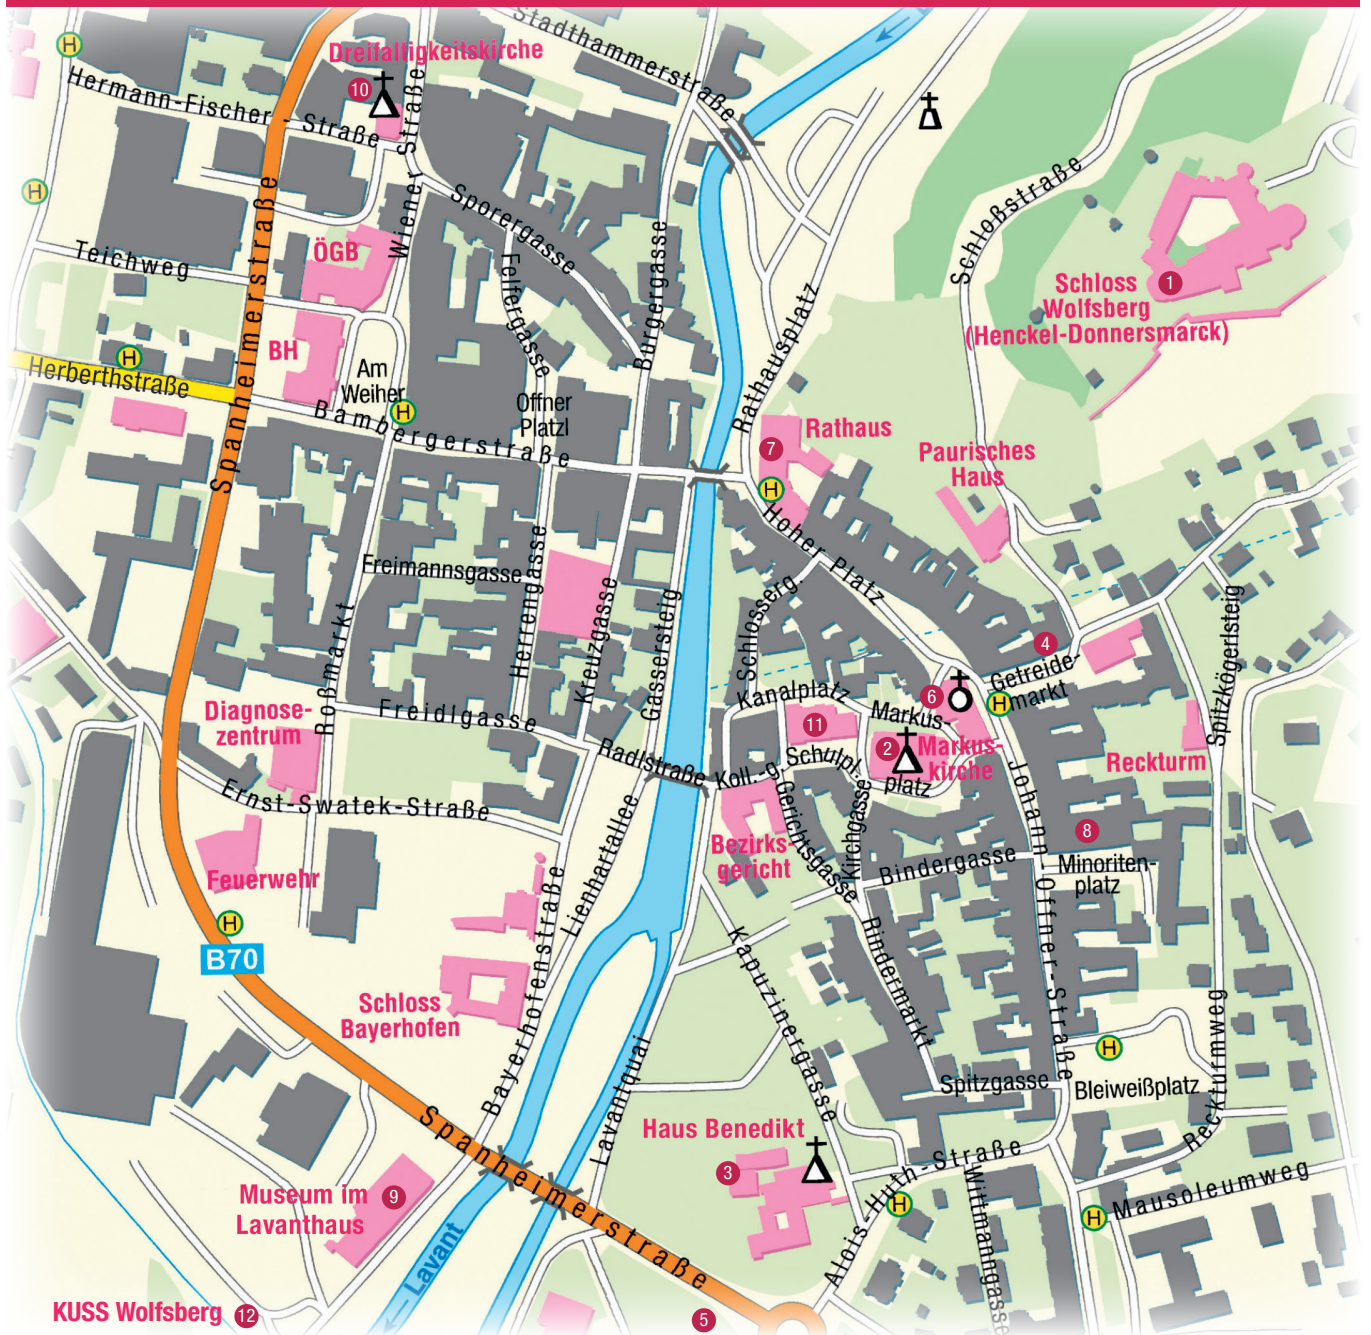 Stadthammerstraße
Dreifaltigkeitskirche
10
H
Hermann-Fischer-Straße
Wiener Straße
H
Sporergasse
Schloßstraße
Teichweg
ÖGB
Felfergasse
Burgergasse
Spanheimerstraße
1
Schloss
Wolfsberg
(Henckel-Donnersmarck)
Rathausplatz
BH
H
Herberthstraße
Am
Weiher
H
Bambergerstraße
Offner
Platzl
7
Rathaus
H
Paurisches
Haus
Hoher Platz
Freimannsgasse
Herrengasse
Kreuzgasse
Gassersteig
Schlosserg.
Roßmarkt
Spitzkögerlsteig
4
Getreide-
markt
H
6
Kanalplatz
11
Markus-
platz
2
Markus-
kirche
Diagnose-
zentrum
Freidlgasse
Radlstraße
Koll.-g.
Schulpl.
Reckturm
Ernst-Swatek-Straße
Lienhartallee
Bezirks-
gericht
Gerichtsgasse
Kirchgasse
8
Johann-Offner-Straße
Bindergasse
Minoriten-
platz
Feuerwehr
H
B70
Bayerhofenstraße
Schloss
Bayerhofen
Kapuzinergasse
Bindermarkt
Lavantquai
H
Spitzgasse
Bleiweißplatz
Reckturmweg
Spanheimerstraße
Haus Benedikt
3
Alois-Huth-Straße
H
Wittmanngasse
H
Mausoleumweg
Museum im
Lavanthaus
9
Lavant
KUSS Wolfsberg
12
5